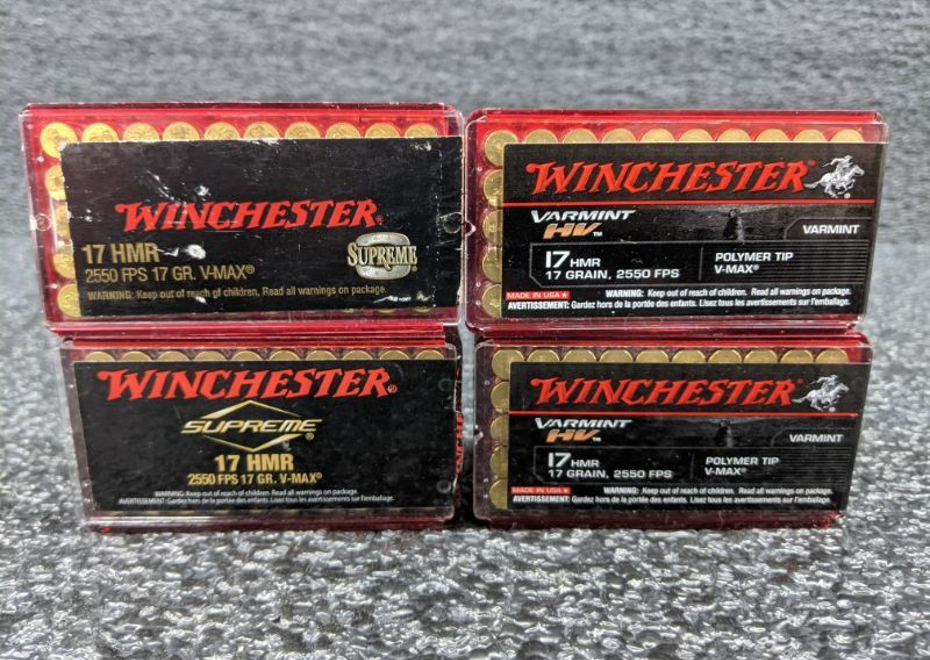 WINCHESTER®
17 HMR
2550 FPS 17 GR. V-MAX®
SUPREME
WARNING: Keep out of reach of children. Read all warnings on package.
WINCHESTER®
VARMINT
HV™
VARMINT
17 HMR
17 GRAIN, 2550 FPS
POLYMER TIP
V-MAX®
MADE IN USA
WARNING: Keep out of reach of children. Read all warnings on package.
AVERTISSEMENT: Gardez hors de la portée des enfants. Lisez tous les avertissements sur l'emballage.
WINCHESTER®
SUPREME®
17 HMR
2550 FPS 17 GR. V-MAX®
WARNING: Keep out of reach of children. Read all warnings on package.
AVERTISSEMENT: Gardez hors de la portée des enfants. Lisez tous les avertissements sur l'emballage.
WINCHESTER®
VARMINT
HV™
VARMINT
17 HMR
17 GRAIN, 2550 FPS
POLYMER TIP
V-MAX®
MADE IN USA
WARNING: Keep out of reach of children. Read all warnings on package.
AVERTISSEMENT: Gardez hors de la portée des enfants. Lisez tous les avertissements sur l'emballage.